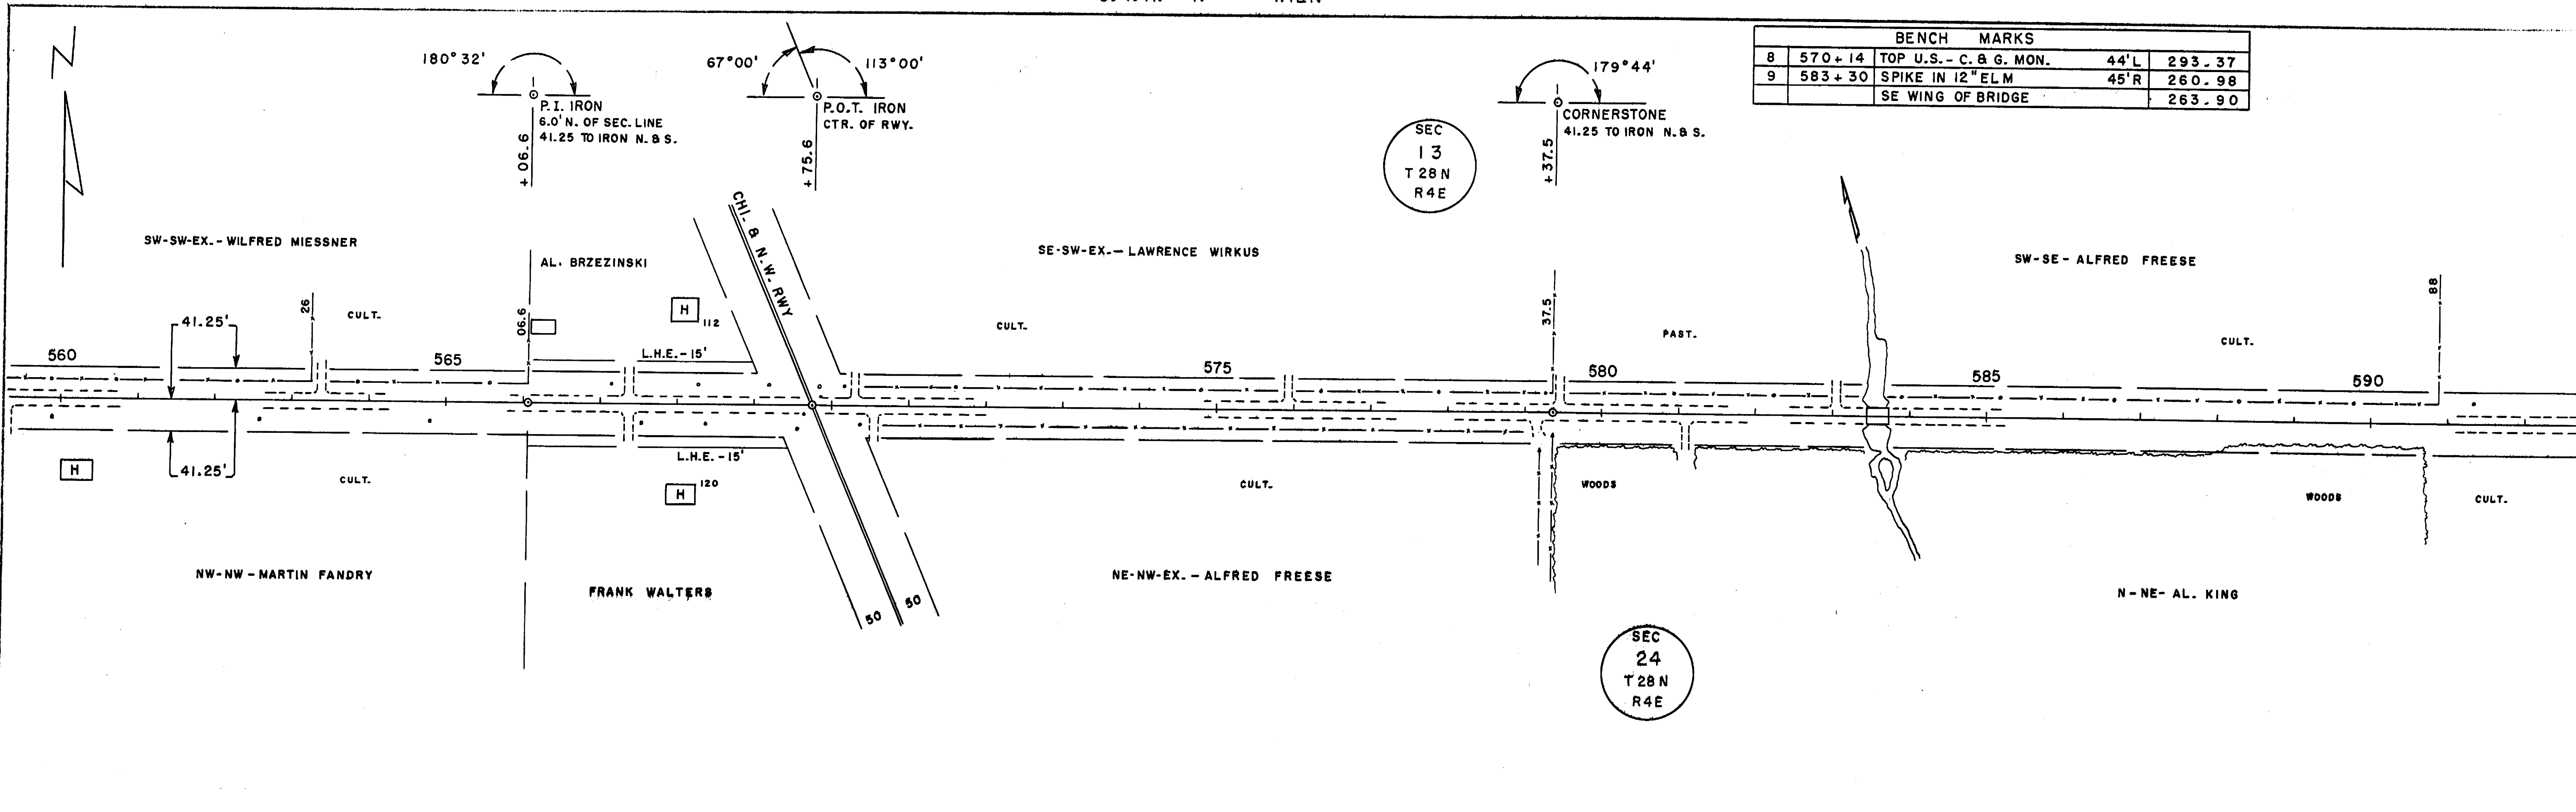 BENCH MARKS
8 570+14 TOP U.S.- C. & G. MON. 44'L 293.37
9 583+30 SPIKE IN 12" ELM 45'R 260.98
SE WING OF BRIDGE 263.90
N
180°32'
P.I. IRON
6.0' N. OF SEC. LINE
41.25 TO IRON N. & S.
+06.6
67°00'
113°00'
P.O.T. IRON
CTR. OF RWY.
+75.6
179°44'
CORNERSTONE
41.25 TO IRON N. & S.
+37.5
SEC
13
T28N
R4E
SW-SW-EX.-WILFRED MIESSNER
AL. BRZEZINSKI
CHI. & N.W. RWY
SE-SW-EX.-LAWRENCE WIRKUS
SW-SE-ALFRED FREESE
41.25'
26
CULT.
06.6
H
112
CULT.
37.5
PAST.
CULT.
88
560
565
L.H.E.-15'
575
580
585
590
H
41.25'
CULT.
L.H.E.-15'
H
120
CULT.
WOODS
WOODS
CULT.
NW-NW-MARTIN FANDRY
FRANK WALTERS
50
50
NE-NW-EX.-ALFRED FREESE
N-NE-AL. KING
SEC
24
T28N
R4E